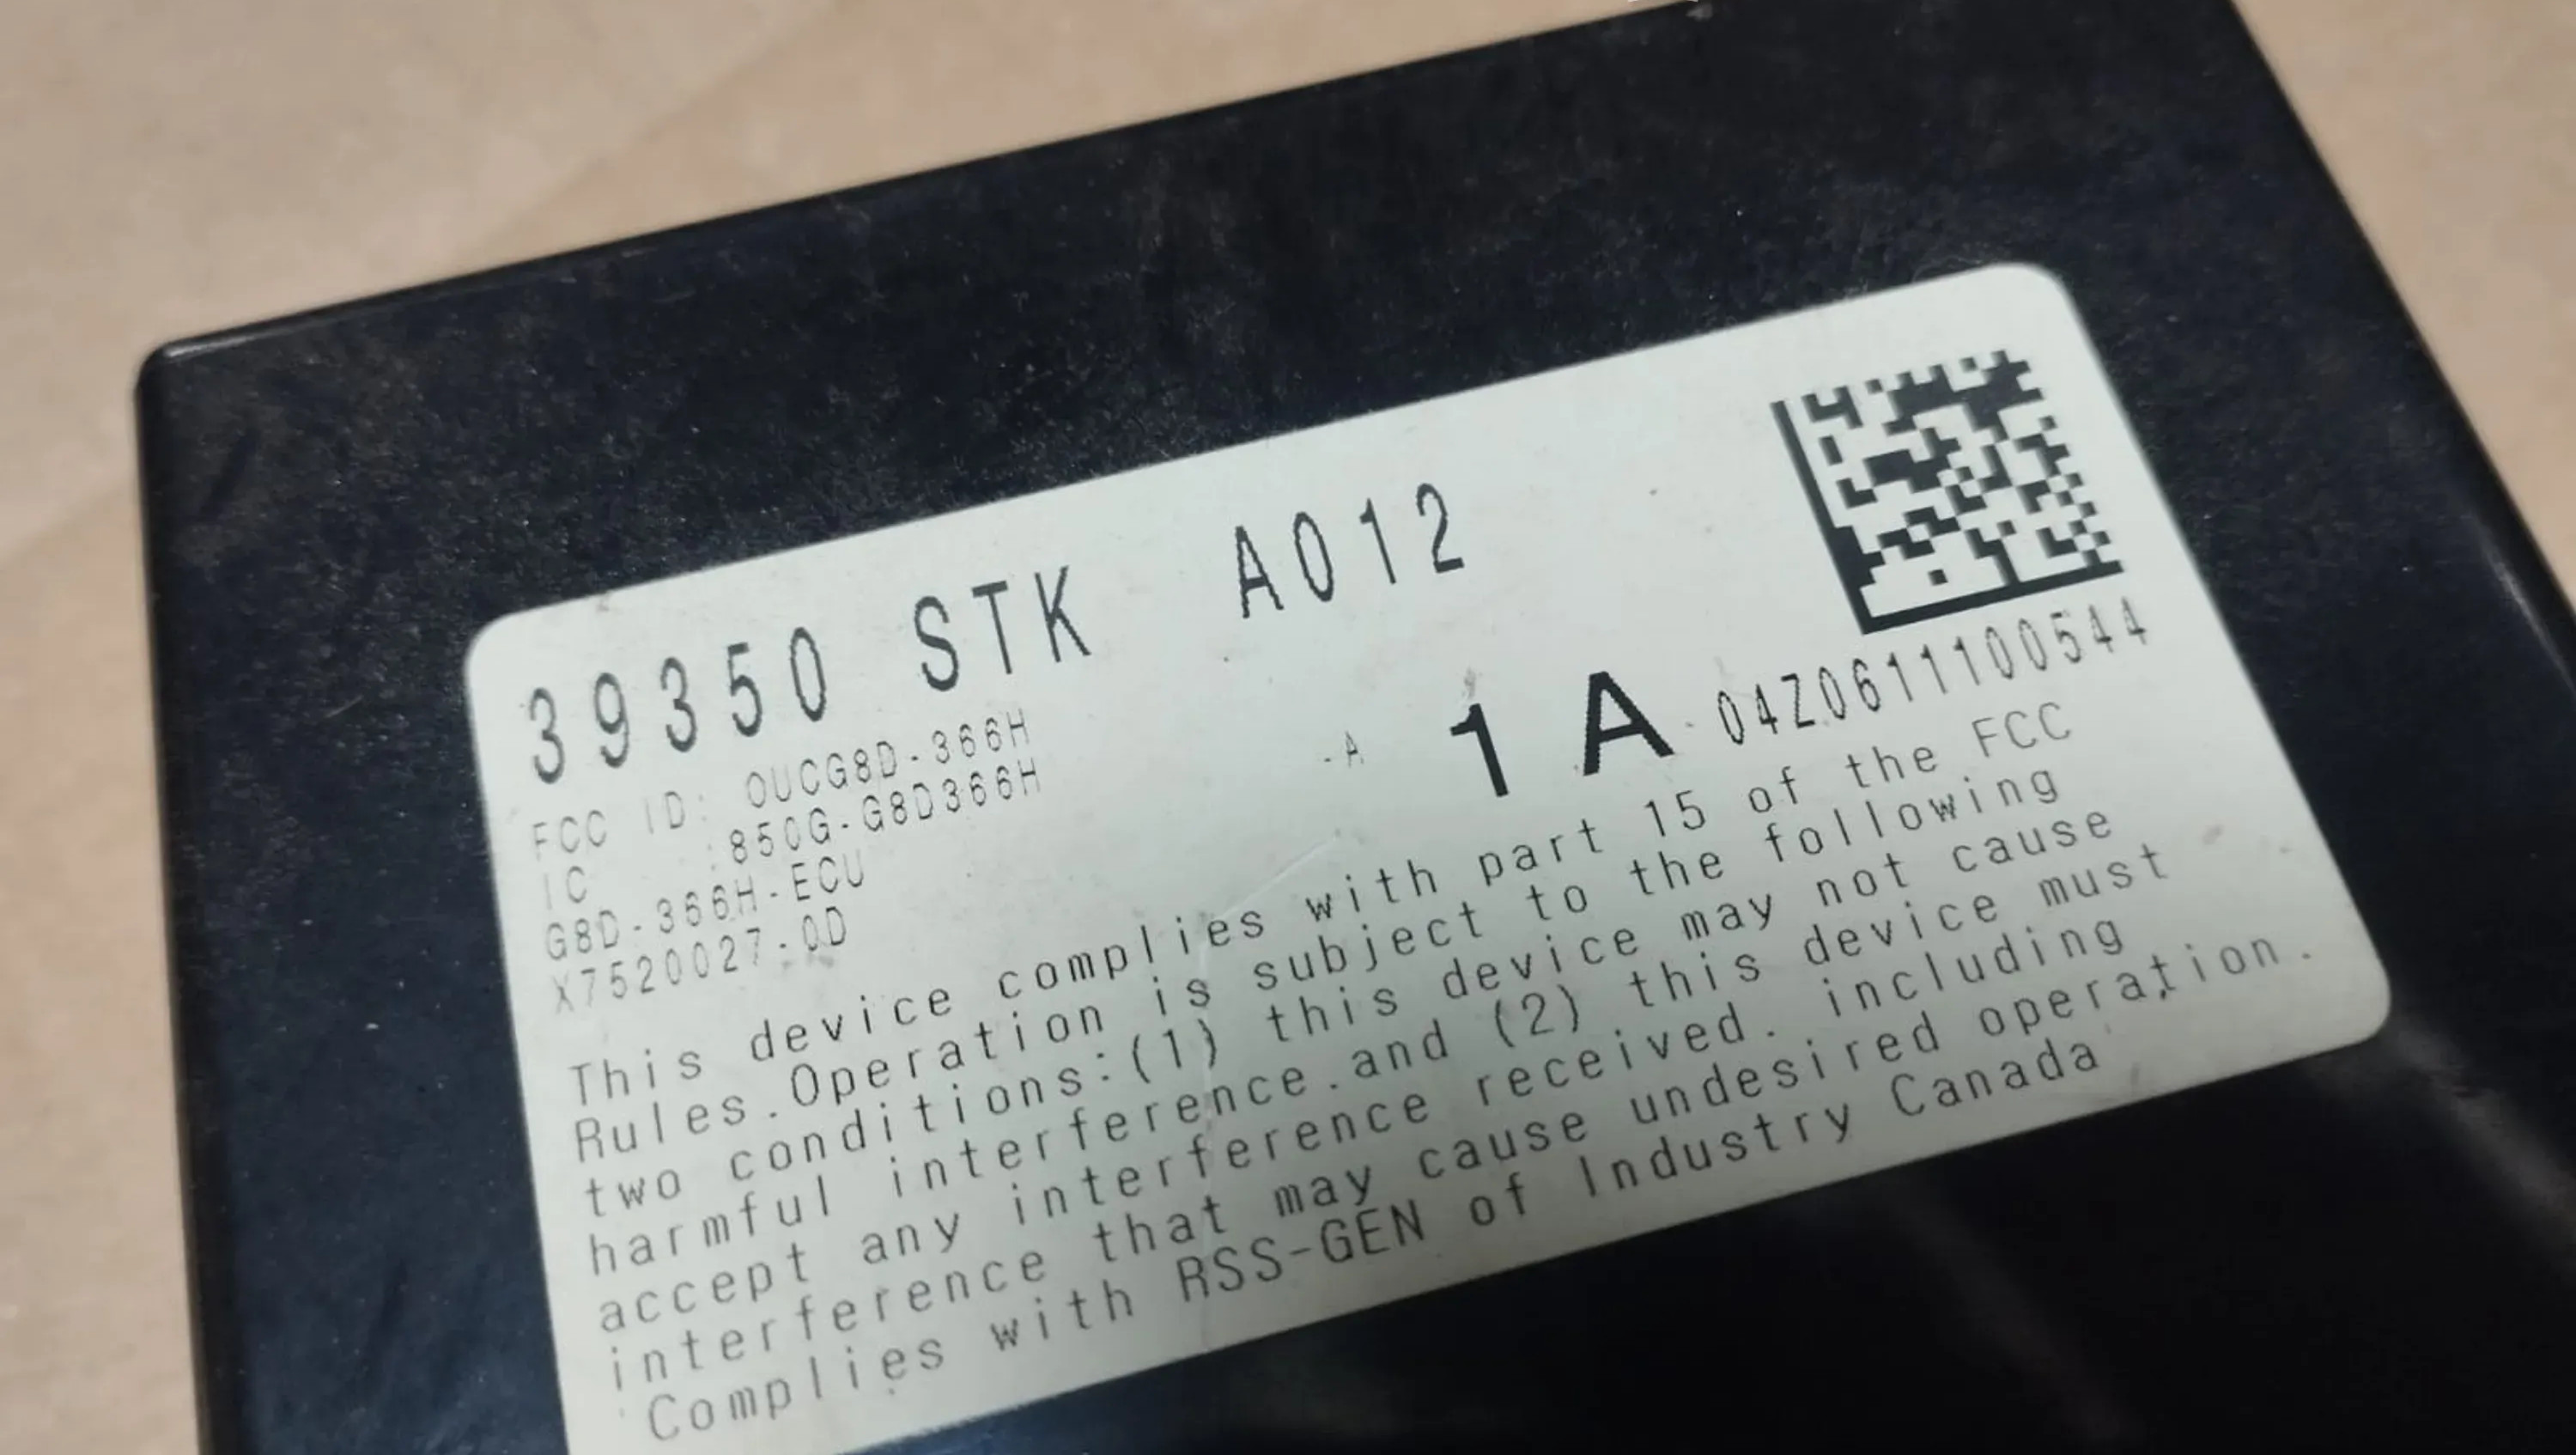 39350 STK A012
FCC ID: OUCG8D-366H
IC :850G-G8D366H
G8D-366H-ECU
X7520027-0D
-A
1A
04Z0611100544
This device complies with part 15 of the FCC
Rules.Operation is subject to the following
two conditions:(1) this device may not cause
harmful interference.and (2) this device must
accept any interference received. including
interference that may cause undesired operation.
Complies with RSS-GEN of Industry Canada